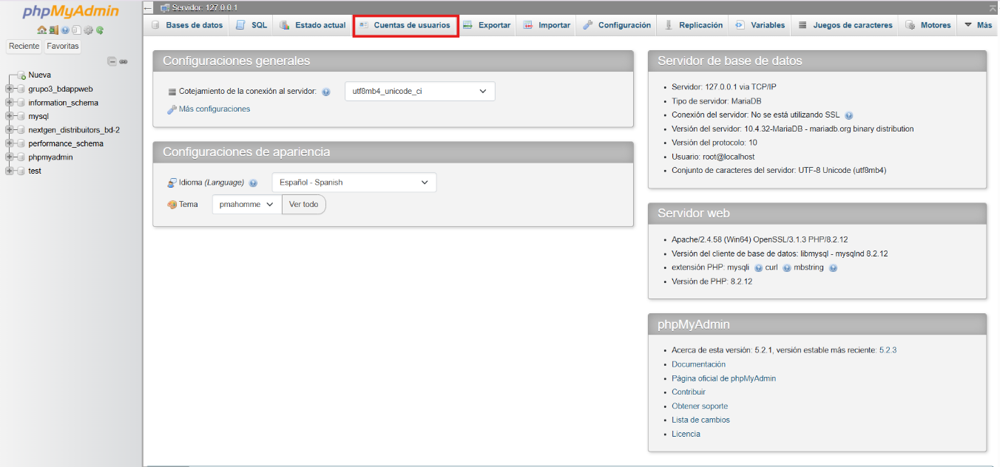 phpMyAdmin
Reciente Favoritas
Nueva
grupo3_bdappweb
information_schema
mysql
nextgen_distributors_bd-2
performance_schema
phpmyadmin
test
Servidor: 127.0.0.1
Bases de datos SQL Estado actual Cuentas de usuarios Exportar Importar Configuración Replicación Variables Juegos de caracteres Motores Más
Configuraciones generales
Cotejamiento de la conexión al servidor: utf8mb4_unicode_ci
Más configuraciones
Configuraciones de apariencia
Idioma (Language) Español - Spanish
Tema pmahomme Ver todo
Servidor de base de datos
• Servidor: 127.0.0.1 via TCP/IP
• Tipo de servidor: MariaDB
• Conexión del servidor: No se está utilizando SSL
• Versión del servidor: 10.4.32-MariaDB - mariadb.org binary distribution
• Versión del protocolo: 10
• Usuario: root@localhost
• Conjunto de caracteres del servidor: UTF-8 Unicode (utf8mb4)
Servidor web
• Apache/2.4.58 (Win64) OpenSSL/3.1.3 PHP/8.2.12
• Versión del cliente de base de datos: libmysql - mysqlnd 8.2.12
• extensión PHP: mysqli curl mbstring
• Versión de PHP: 8.2.12
phpMyAdmin
• Acerca de esta versión: 5.2.1, versión estable más reciente: 5.2.3
• Documentación
• Página oficial de phpMyAdmin
• Contribuir
• Obtener soporte
• Lista de cambios
• Licencia